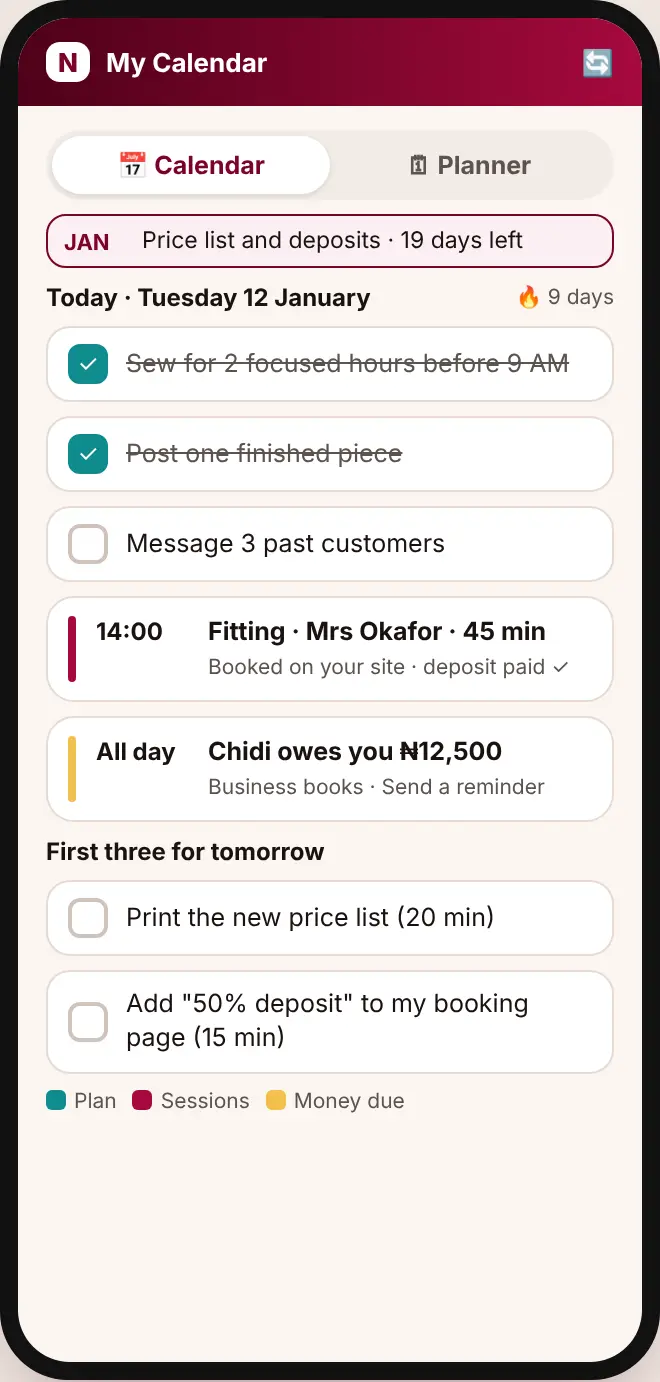 N My Calendar
📅 Calendar
🗓 Planner
JAN Price list and deposits · 19 days left
Today · Tuesday 12 January 🔥 9 days
✓ Sew for 2 focused hours before 9 AM
✓ Post one finished piece
Message 3 past customers
14:00 Fitting · Mrs Okafor · 45 min
Booked on your site · deposit paid ✓
All day Chidi owes you ₦12,500
Business books · Send a reminder
First three for tomorrow
Print the new price list (20 min)
Add "50% deposit" to my booking
page (15 min)
Plan Sessions Money due